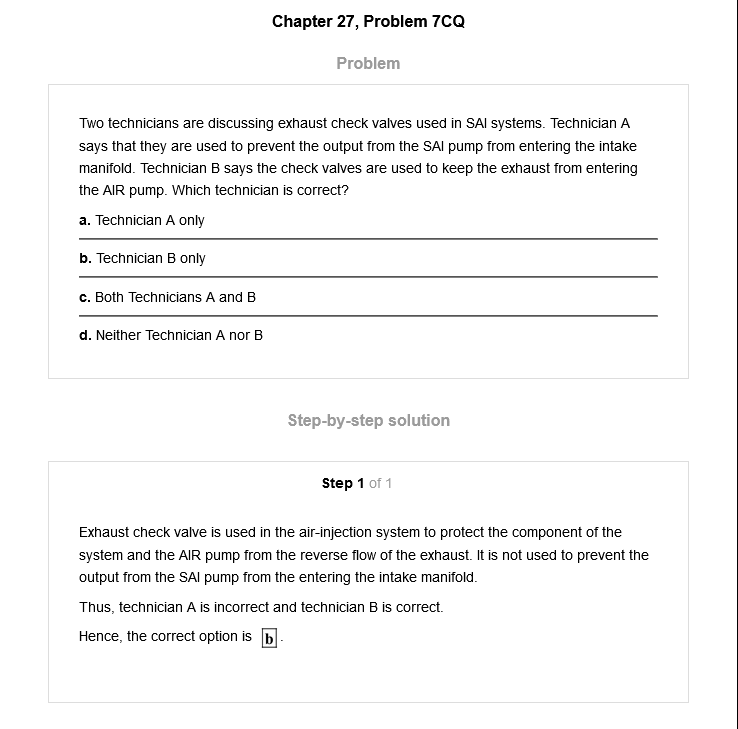 Chapter 27, Problem 7CQ
Problem
Two technicians are discussing exhaust check valves used in SAI systems. Technician A
says that they are used to prevent the output from the SAI pump from entering the intake
manifold. Technician B says the check valves are used to keep the exhaust from entering
the AIR pump. Which technician is correct?
a. Technician A only
b. Technician B only
c. Both Technicians A and B
d. Neither Technician A nor B
Step-by-step solution
Step 1 of 1
Exhaust check valve is used in the air-injection system to protect the component of the
system and the AIR pump from the reverse flow of the exhaust. It is not used to prevent the
output from the SAI pump from the entering the intake manifold.
Thus, technician A is incorrect and technician B is correct.
Hence, the correct option is b.